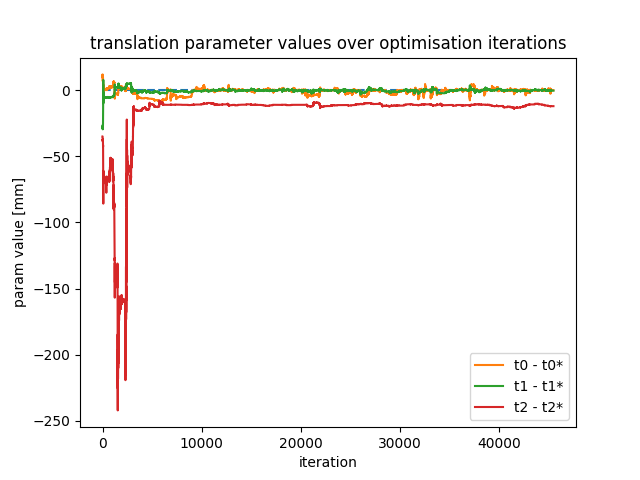 translation parameter values over optimisation iterations
param value [mm]
0
−50
−100
−150
−200
−250
0 10000 20000 30000 40000
iteration
t0 - t0*
t1 - t1*
t2 - t2*